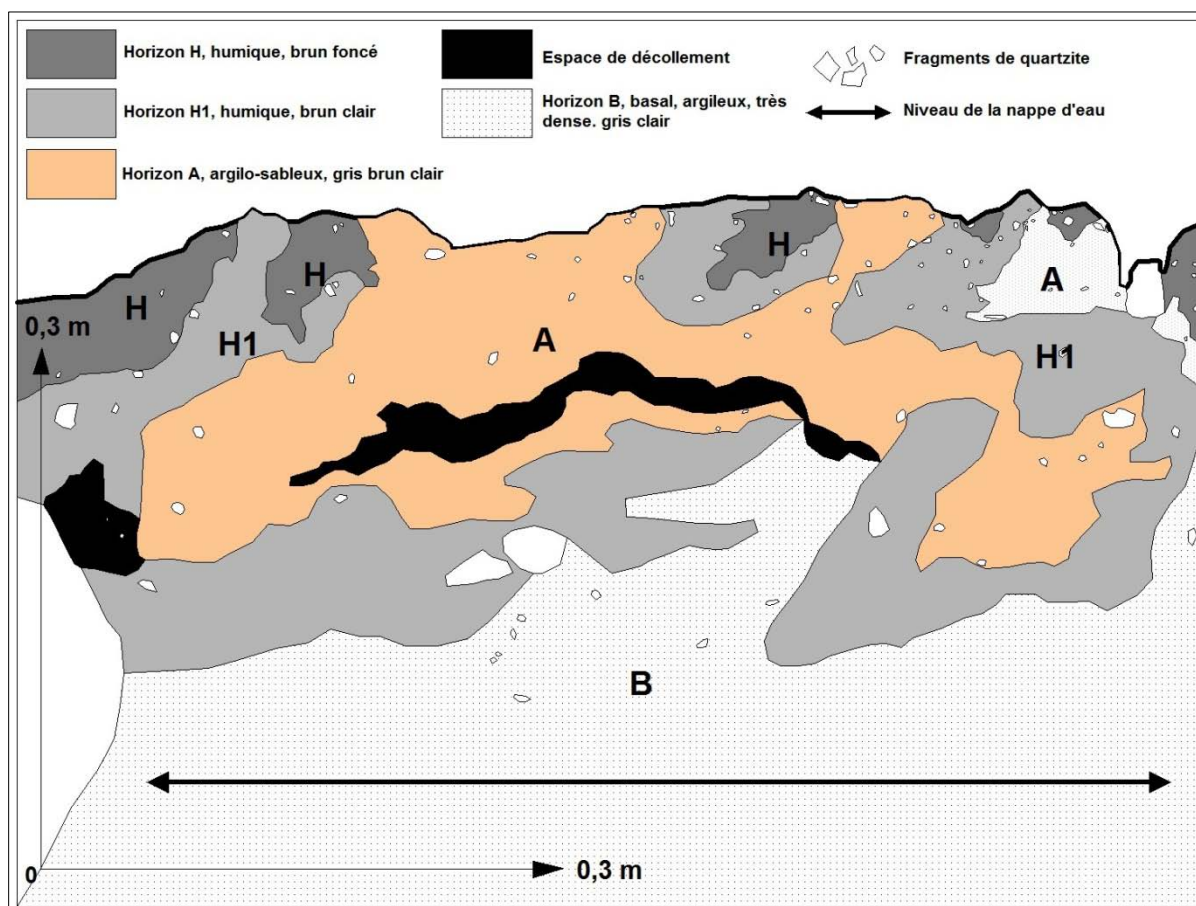 Horizon H, humique, brun foncé
Horizon H1, humique, brun clair
Horizon A, argilo-sableux, gris brun clair
Espace de décollement
Horizon B, basal, argileux, très
dense. gris clair
Fragments de quartzite
Niveau de la nappe d'eau
H
H
H
A
0,3 m
H1
A
H1
B
0
0,3 m